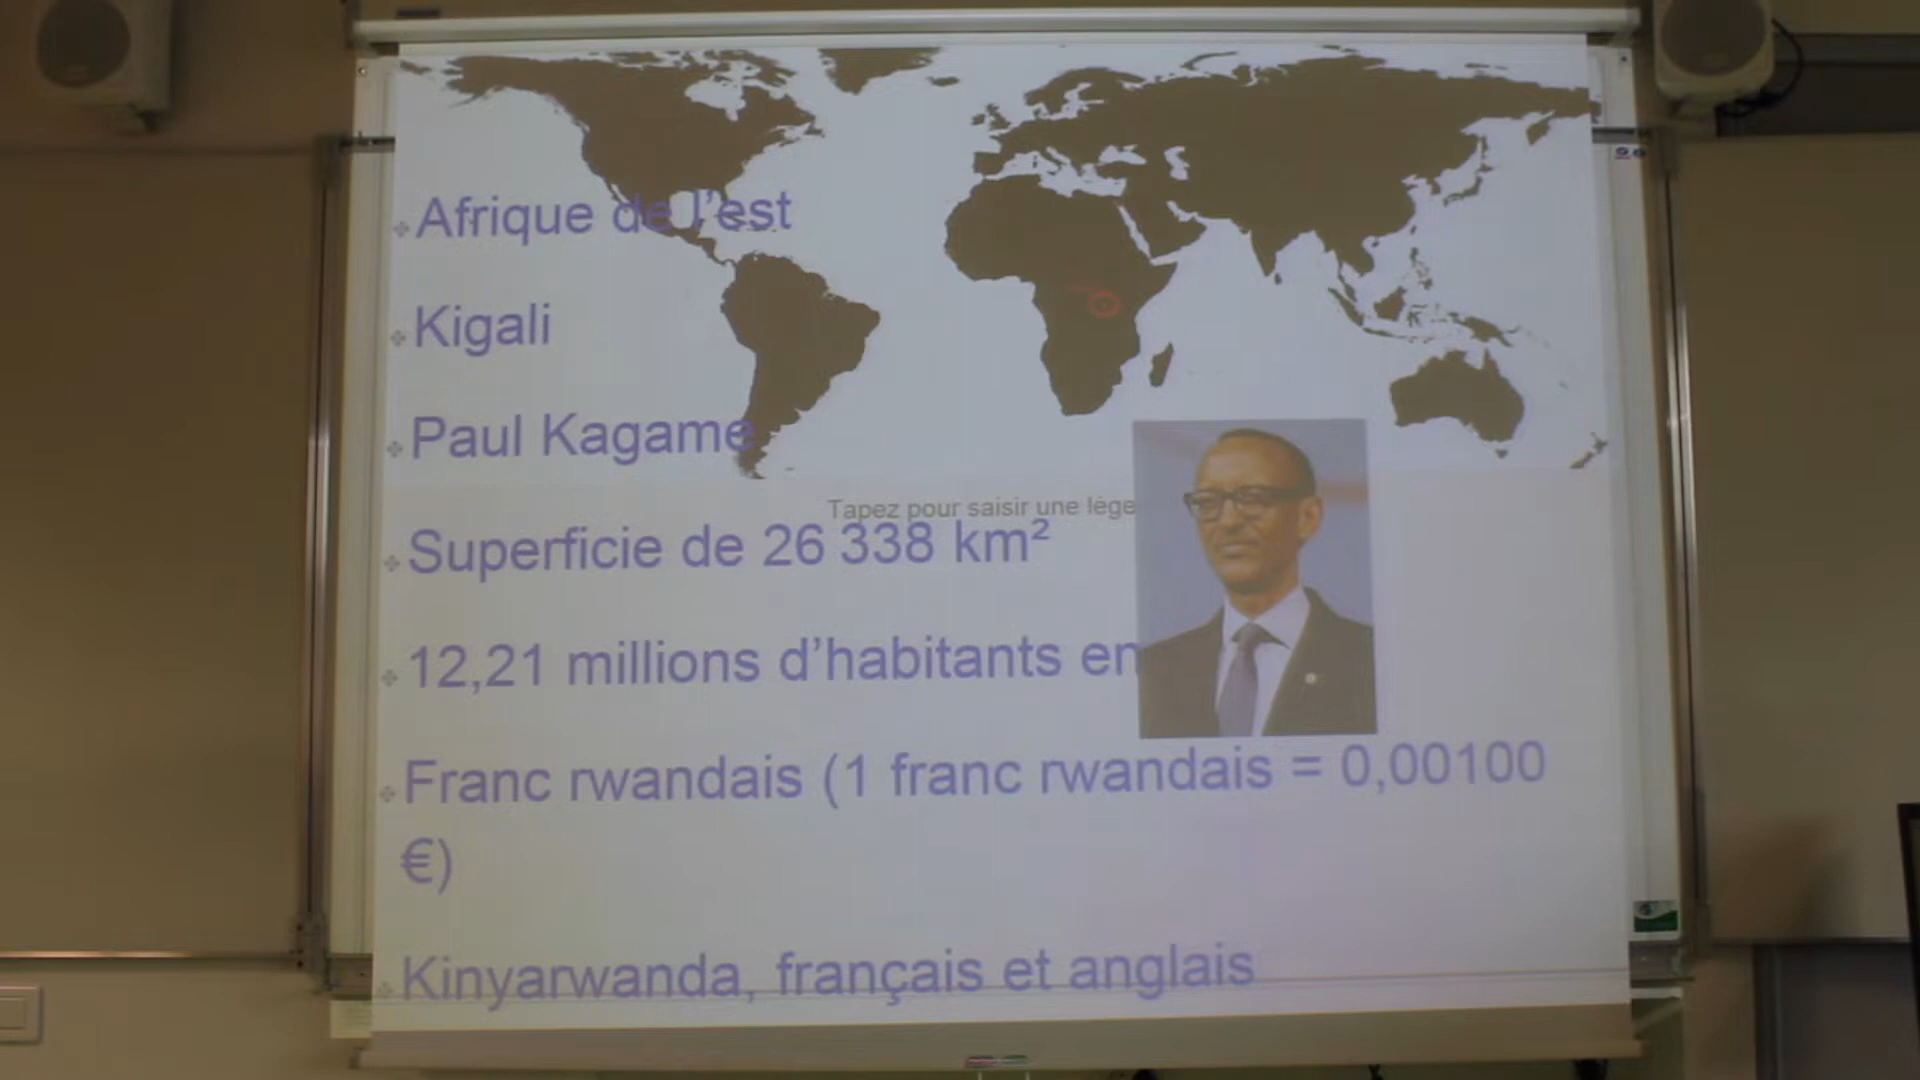 Afrique de l'est
Kigali
Paul Kagame
Tapez pour saisir une lége
Superficie de 26 338 km²
12,21 millions d'habitants en
Franc rwandais (1 franc rwandais = 0,00100
€)
Kinyarwanda, français et anglais